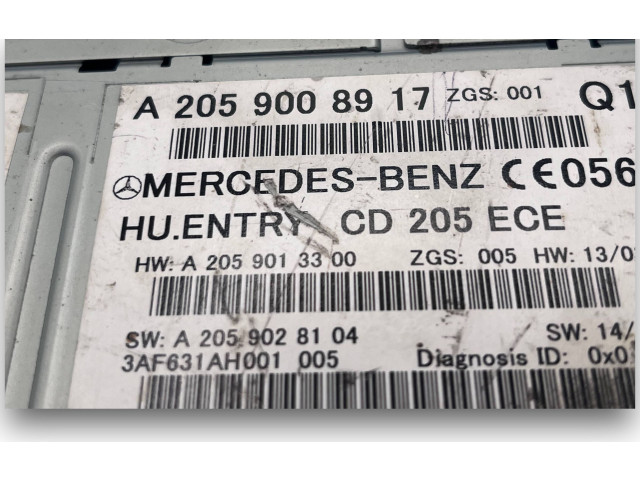 A 205 900 89 17 ZGS: 001 Q1
MERCEDES-BENZ CE056
HU.ENTRY CD 205 ECE
HW: A 205 901 33 00 ZGS: 005 HW: 13/0
SW: A 205 902 81 04 SW: 14/
3AF631AH001 005 Diagnosis ID: 0x0